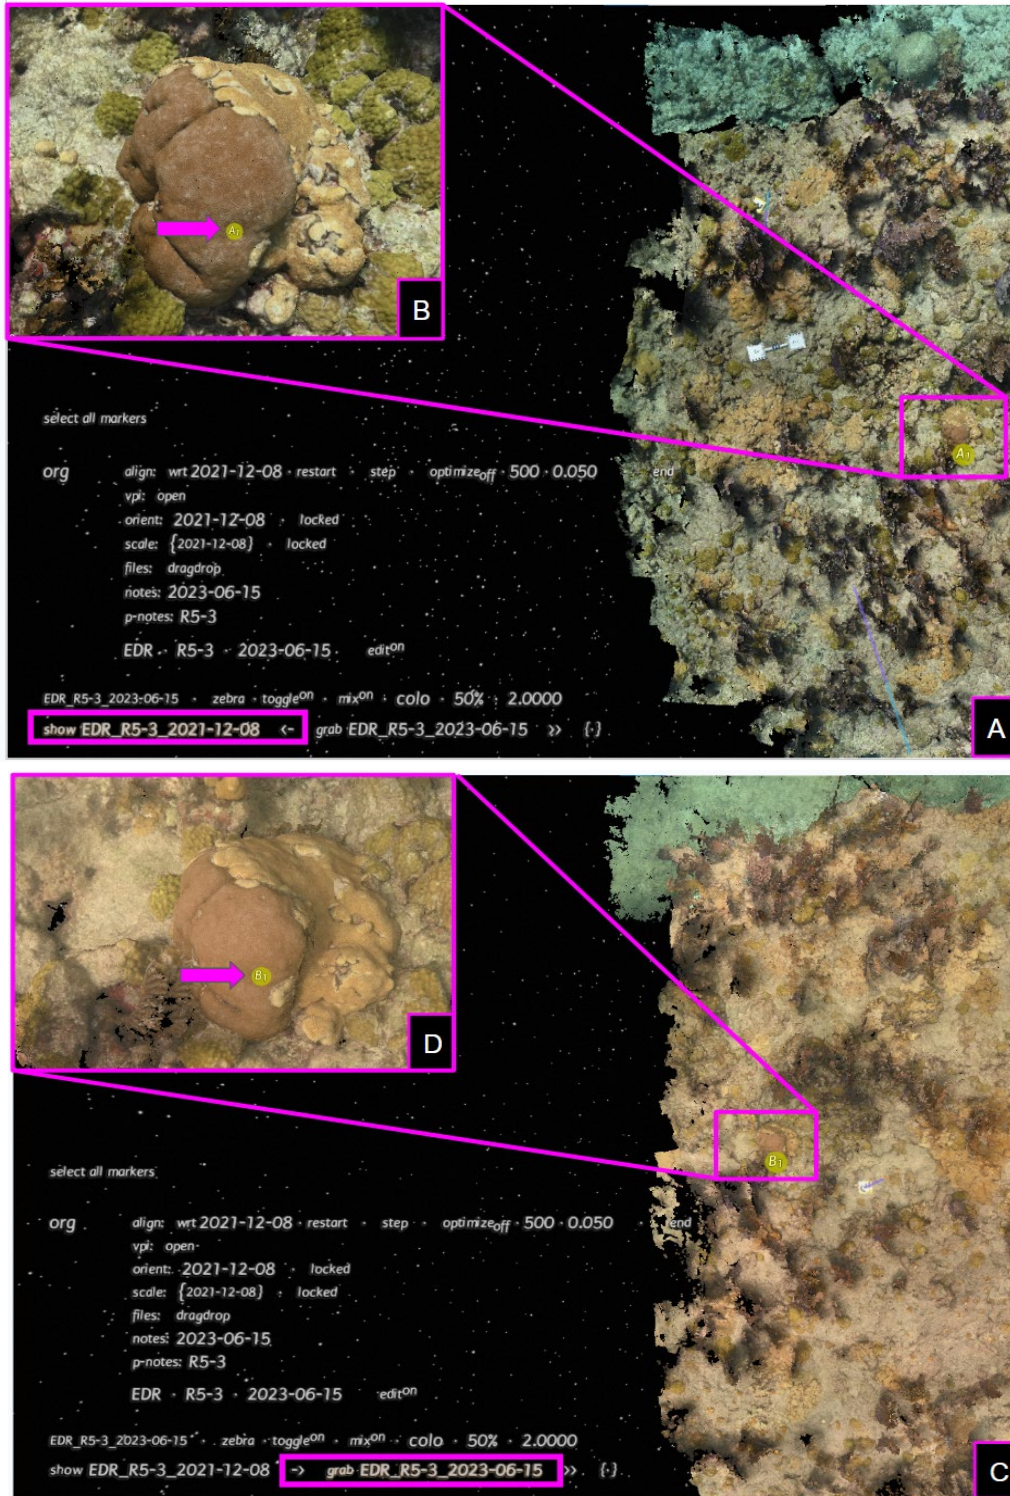 A₁
B
select all markers
A₁
org align: wrt 2021-12-08 · restart · step · optimize off · 500 · 0.050 · end
vpi: open
orient: 2021-12-08 · locked
scale: {2021-12-08} · locked
files: dragdrop
notes: 2023-06-15
p-notes: R5-3
EDR · R5-3 · 2023-06-15 edit on
EDR_R5-3_2023-06-15 · zebra · toggle on · mix on · colo · 50% · 2.0000
show EDR_R5-3_2021-12-08 <- grab EDR_R5-3_2023-06-15 >> {·}
A
B₁
D
B₁
select all markers
org align: wrt 2021-12-08 · restart · step · optimize off · 500 · 0.050 · end
vpi: open
orient: 2021-12-08 · locked
scale: {2021-12-08} · locked
files: dragdrop
notes: 2023-06-15
p-notes: R5-3
EDR · R5-3 · 2023-06-15 edit on
EDR_R5-3_2023-06-15 · zebra · toggle on · mix on · colo · 50% · 2.0000
show EDR_R5-3_2021-12-08 -> grab EDR_R5-3_2023-06-15 >> {·}
C